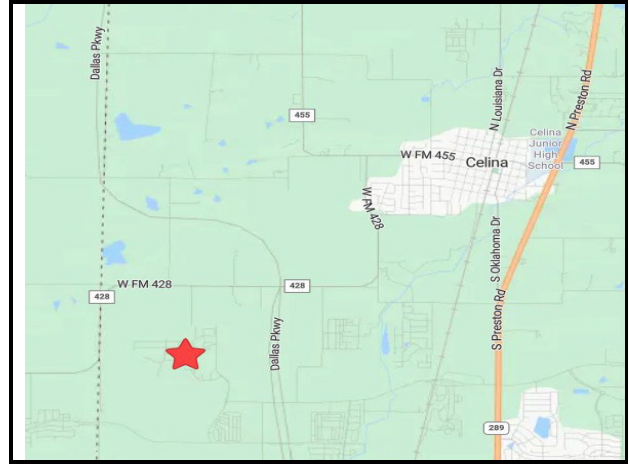 Dallas Pkwy
N Preston Rd
N Louisiana Dr
455
Celina
Junior
High
School
W FM 455
Celina
455
W FM 428
S Oklahoma Dr
W FM 428
428
428
S Preston Rd
Dallas Pkwy
289